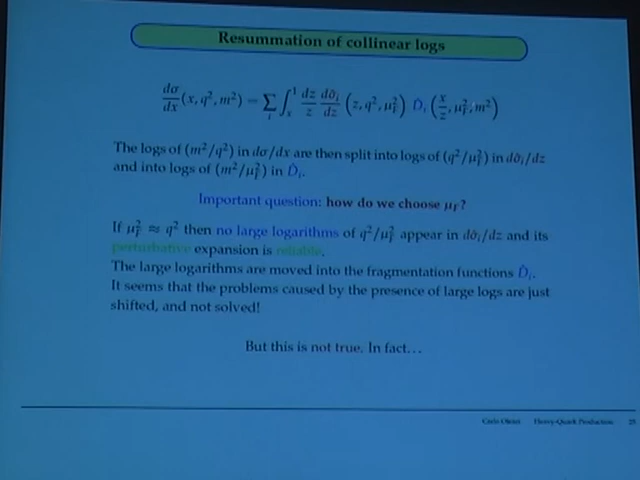 Resummation of collinear logs
dσ/dx (x, q², m²) = Σ_i ∫_x^1 dz/z dσ̂_i/dz (z, q², μ_F²) D̂_i (x/z, μ_F², m²)
The logs of (m²/q²) in dσ/dx are then split into logs of (q²/μ_F²) in dσ̂_i/dz
and into logs of (m²/μ_F²) in D̂_i.
Important question: how do we choose μ_F?
If μ_F² ≈ q² then no large logarithms of q²/μ_F² appear in dσ̂_i/dz and its
perturbative expansion is reliable.
The large logarithms are moved into the fragmentation functions D̂_i.
It seems that the problems caused by the presence of large logs are just
shifted, and not solved!
But this is not true. In fact…
Carlo Oleari Heavy-Quark Production